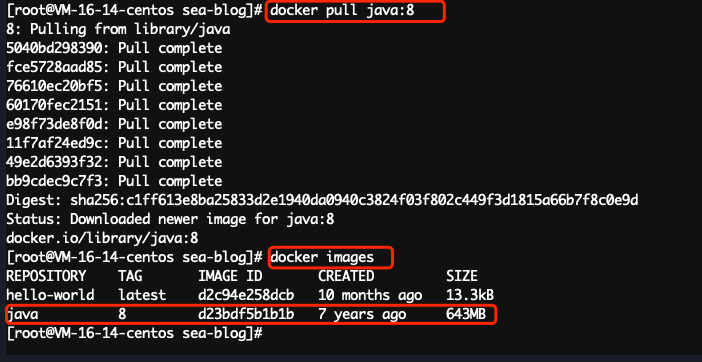 [root@VM-16-14-centos sea-blog]# docker pull java:8
8: Pulling from library/java
5040bd298390: Pull complete
fce5728aad85: Pull complete
76610ec20bf5: Pull complete
60170fec2151: Pull complete
e98f73de8f0d: Pull complete
11f7af24ed9c: Pull complete
49e2d6393f32: Pull complete
bb9cdec9c7f3: Pull complete
Digest: sha256:c1ff613e8ba25833d2e1940da0940c3824f03f802c449f3d1815a66b7f8c0e9d
Status: Downloaded newer image for java:8
docker.io/library/java:8
[root@VM-16-14-centos sea-blog]# docker images
REPOSITORY TAG IMAGE ID CREATED SIZE
hello-world latest d2c94e258dcb 10 months ago 13.3kB
java 8 d23bdf5b1b1b 7 years ago 643MB
[root@VM-16-14-centos sea-blog]#